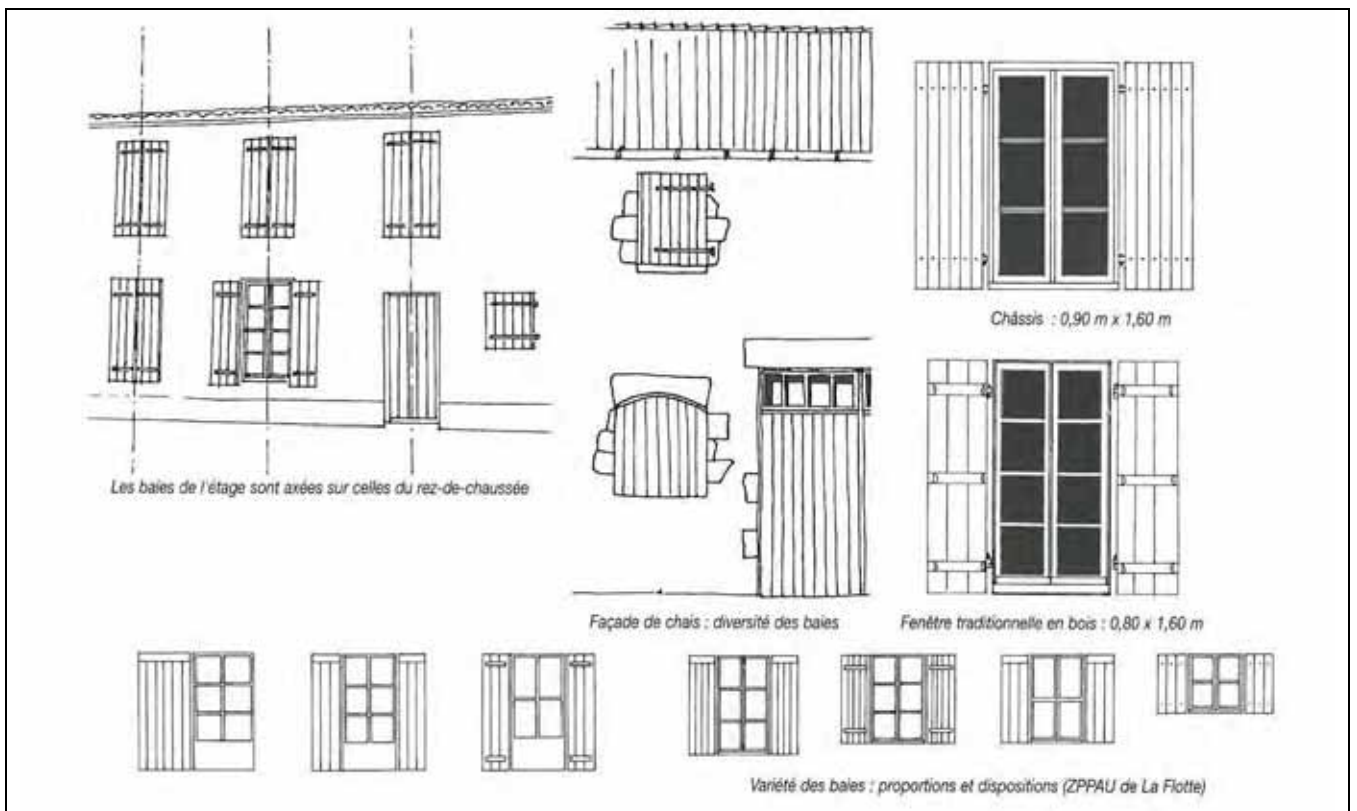 Châssis : 0,90 m x 1,60 m
Les baies de l'étage sont axées sur celles du rez-de-chaussée
Façade de chais : diversité des baies
Fenêtre traditionnelle en bois : 0,80 x 1,60 m
Variété des baies : proportions et dispositions (ZPPAU de La Flotte)